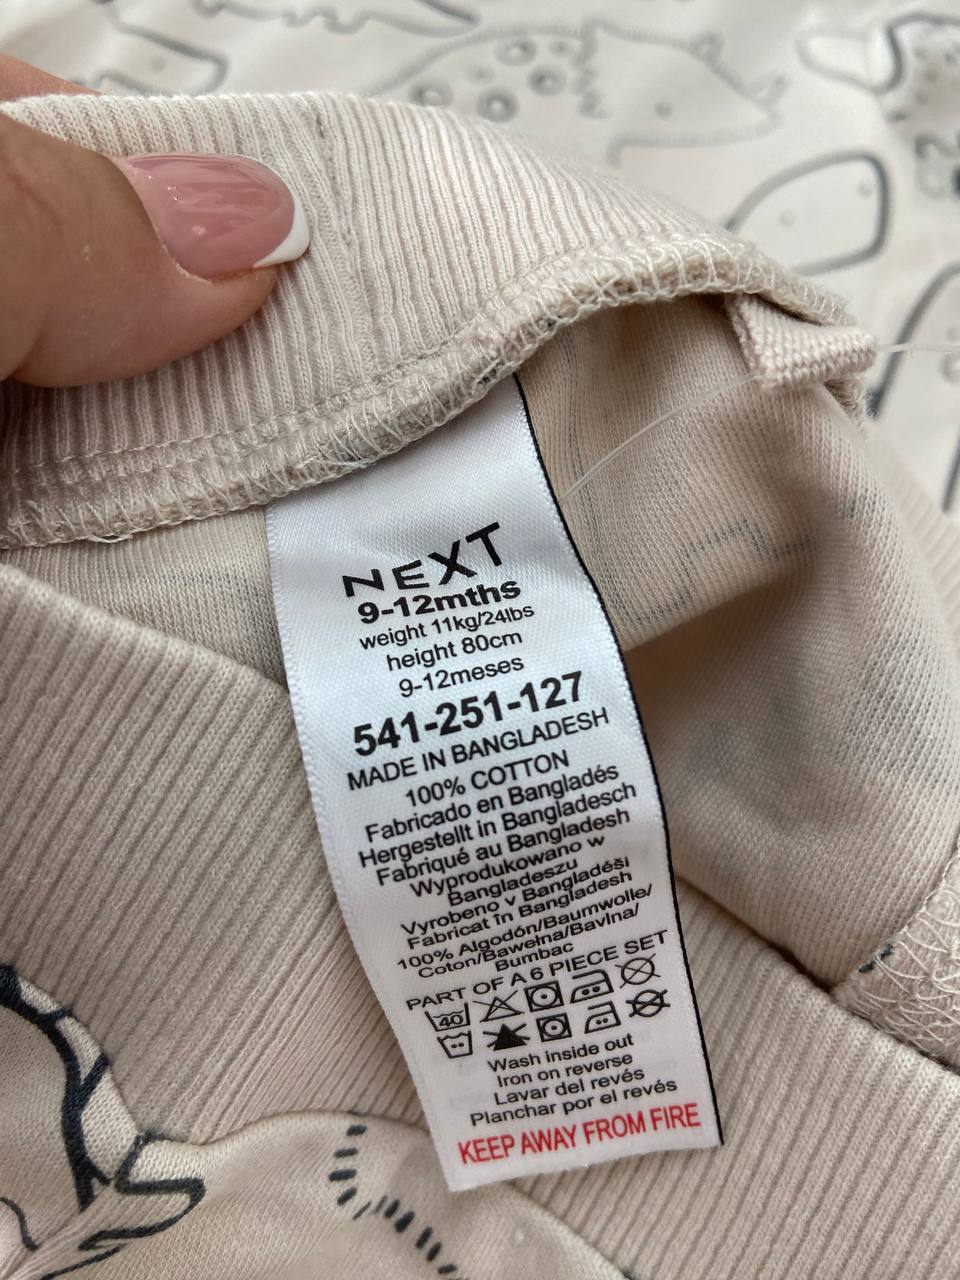 NEXT
9-12mths
weight 11kg/24lbs
height 80cm
9-12meses
541-251-127
MADE IN BANGLADESH
100% COTTON
Fabricado en Bangladés
Hergestellt in Bangladesch
Fabriqué au Bangladesh
Wyprodukowano w
Bangladeszu
Vyrobeno v Bangladéši
Fabricat în Bangladesh
100% Algodón/Baumwolle/
Coton/Bawełna/Bavlna/
Bumbac
PART OF A 6 PIECE SET
40
Wash inside out
Iron on reverse
Lavar del revés
Planchar por el revés
KEEP AWAY FROM FIRE